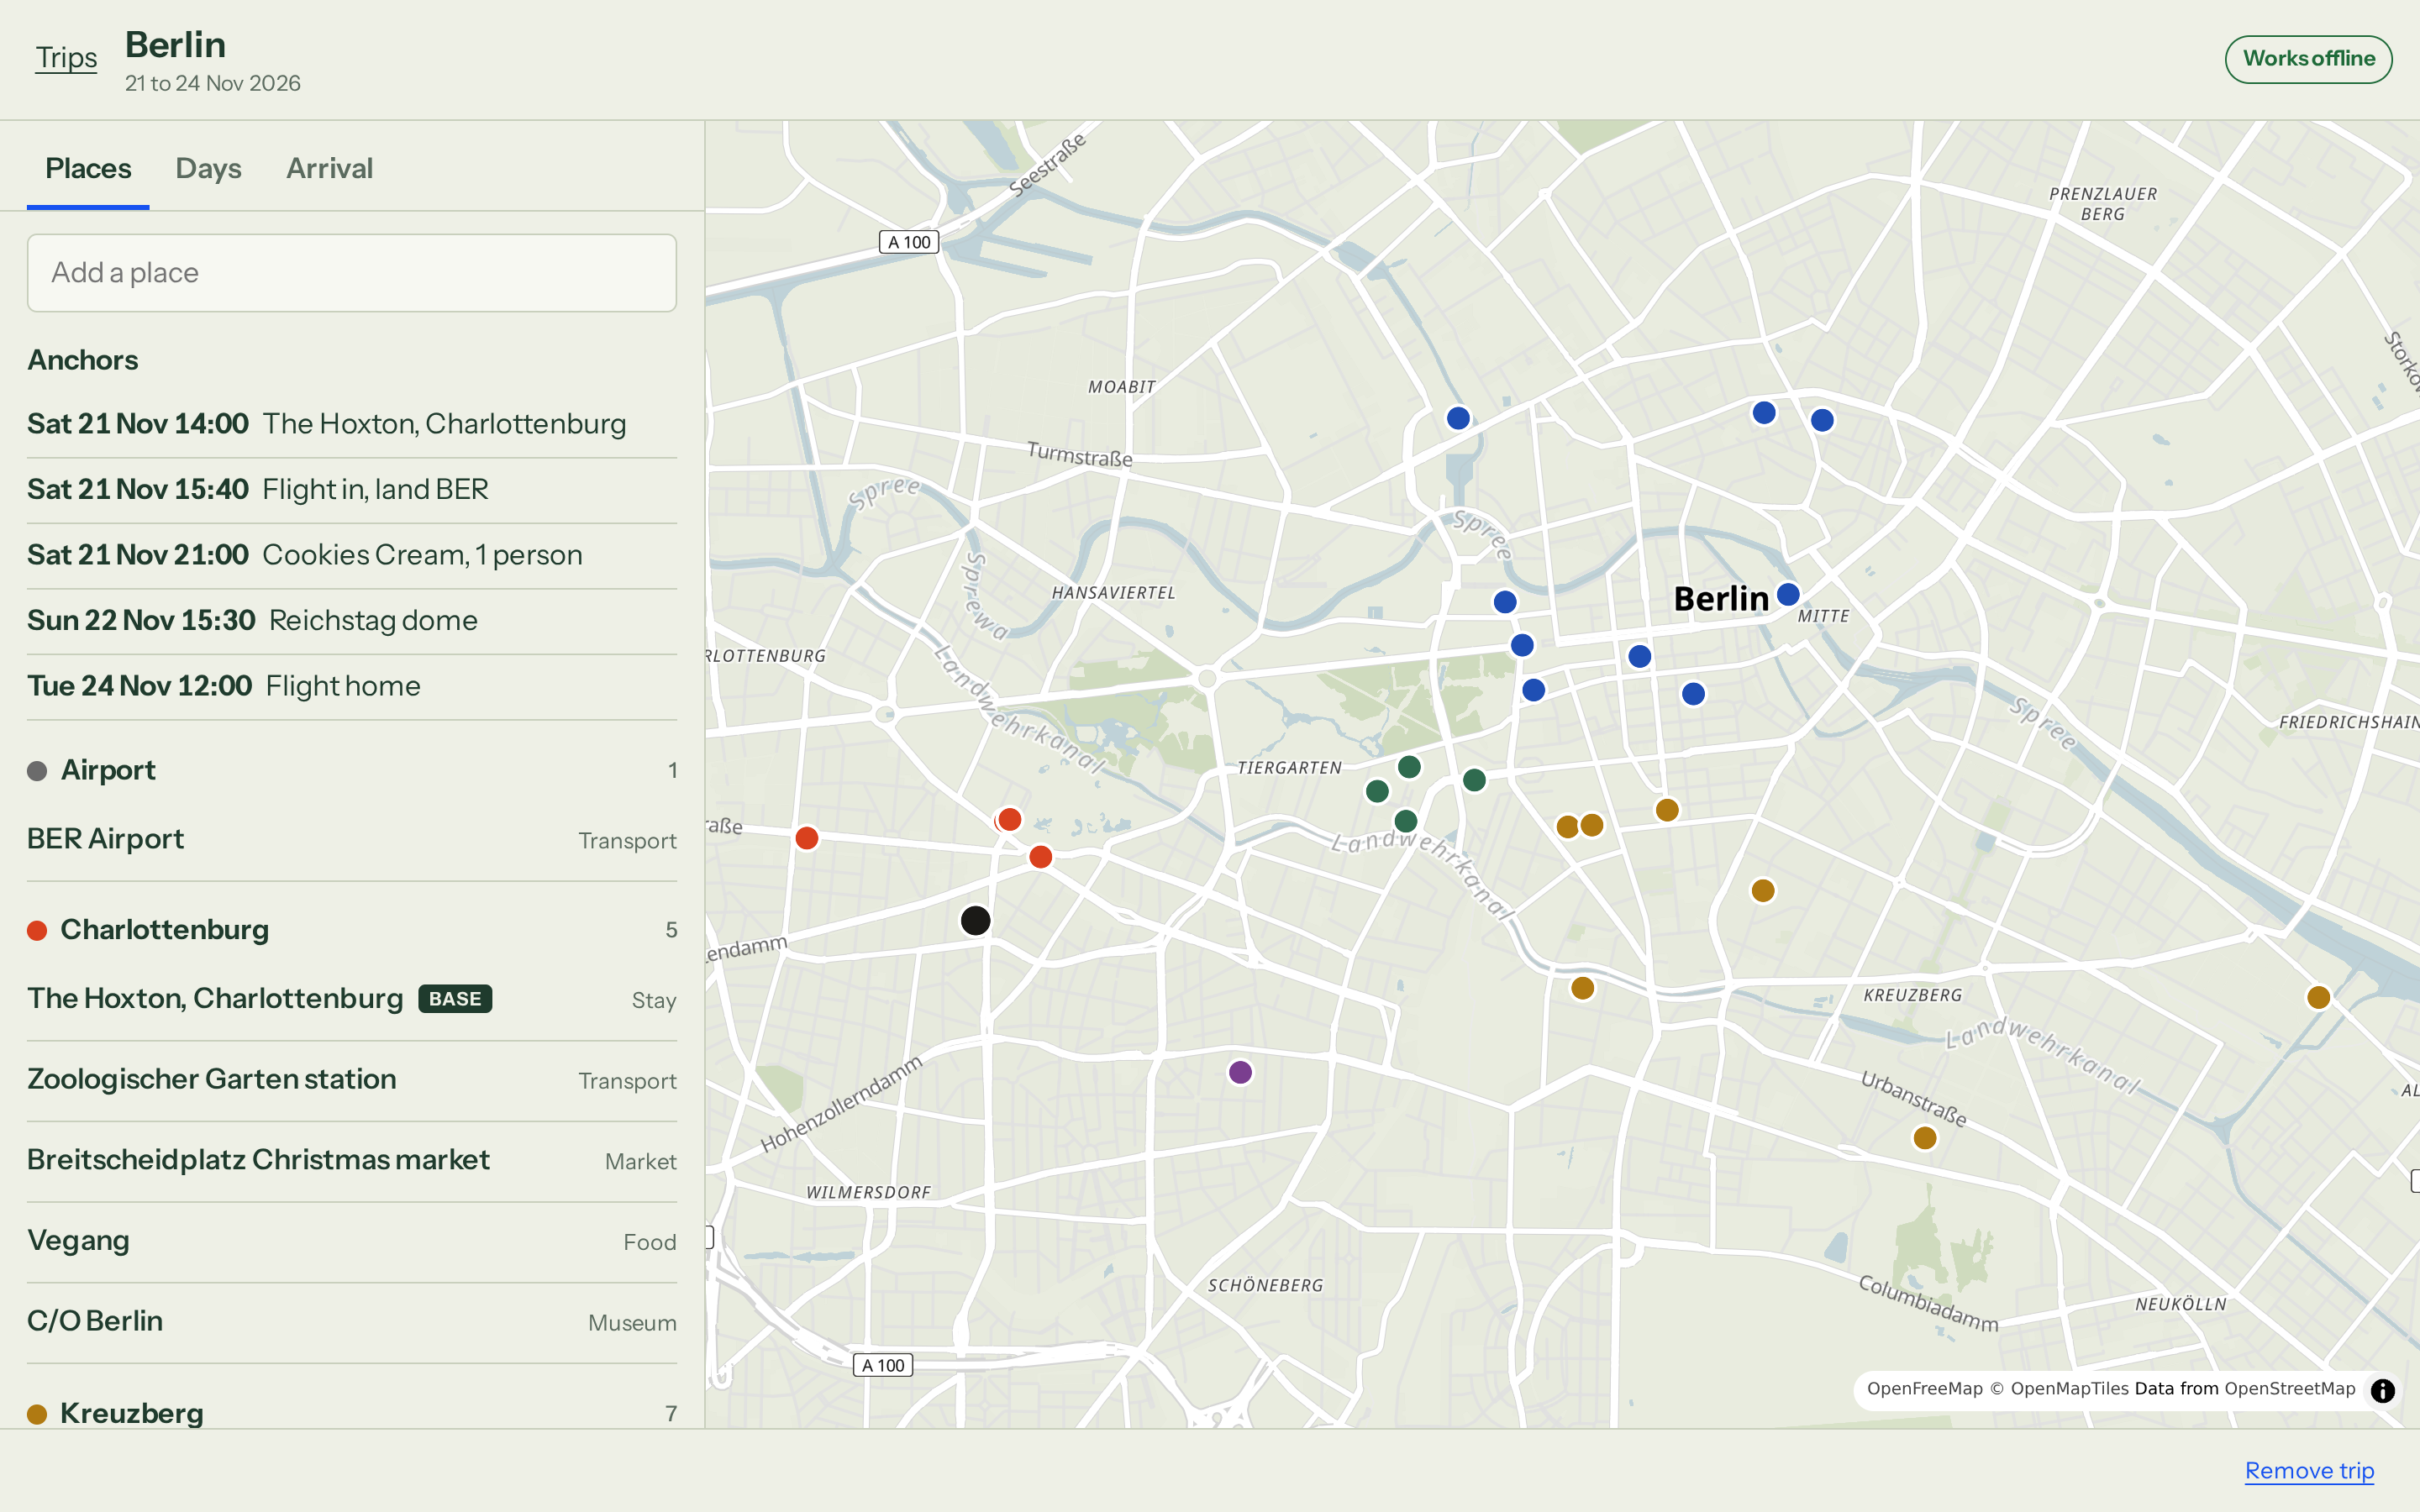 Trips
Berlin
21 to 24 Nov 2026
Works offline
Places
Days
Arrival
Add a place
Anchors
Sat 21 Nov 14:00 The Hoxton, Charlottenburg
Sat 21 Nov 15:40 Flight in, land BER
Sat 21 Nov 21:00 Cookies Cream, 1 person
Sun 22 Nov 15:30 Reichstag dome
Tue 24 Nov 12:00 Flight home
Airport 1
BER Airport Transport
Charlottenburg 5
The Hoxton, Charlottenburg BASE Stay
Zoologischer Garten station Transport
Breitscheidplatz Christmas market Market
Vegang Food
C/O Berlin Museum
Kreuzberg 7
Seestraße
A 100
PRENZLAUER
BERG
MOABIT
Turmstraße
Spree
Spree
Sprewa
HANSAVIERTEL
Berlin
MITTE
RLOTTENBURG
Landwehrkanal
Spree
FRIEDRICHSHAIN
TIERGARTEN
raße
Landwehrkanal
endamm
KREUZBERG
Landwehrkanal
Hohenzollerndamm
Urbanstraße
AL
WILMERSDORF
SCHÖNEBERG
Columbiadamm
NEUKÖLLN
A 100
Storkow
OpenFreeMap © OpenMapTiles Data from OpenStreetMap
Remove trip